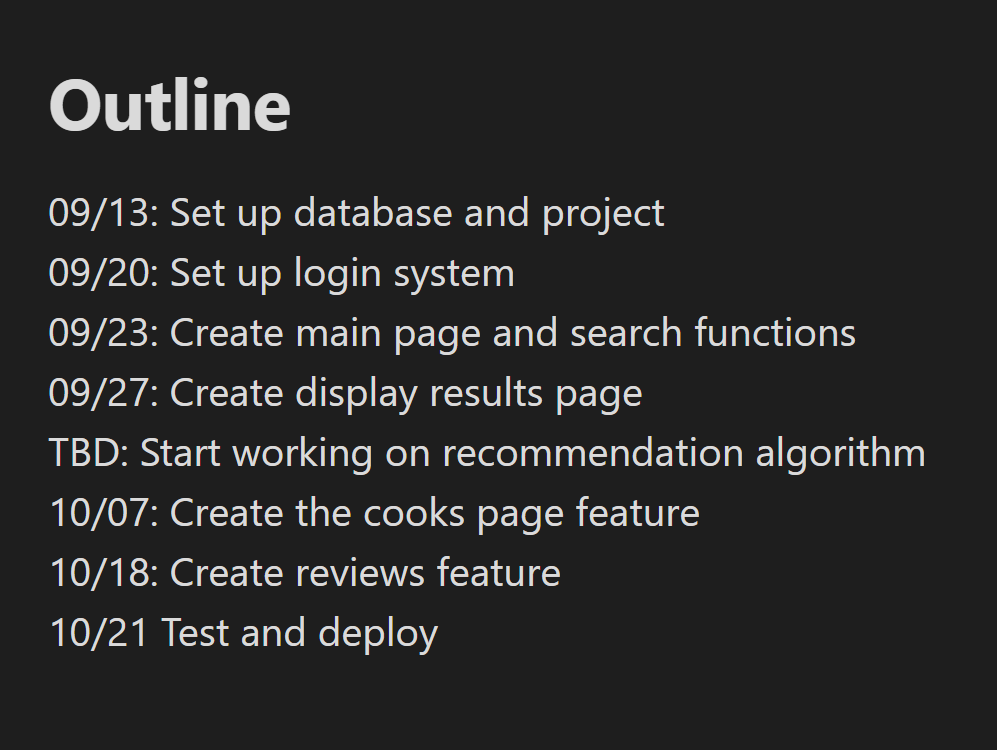 Outline
09/13: Set up database and project
09/20: Set up login system
09/23: Create main page and search functions
09/27: Create display results page
TBD: Start working on recommendation algorithm
10/07: Create the cooks page feature
10/18: Create reviews feature
10/21 Test and deploy